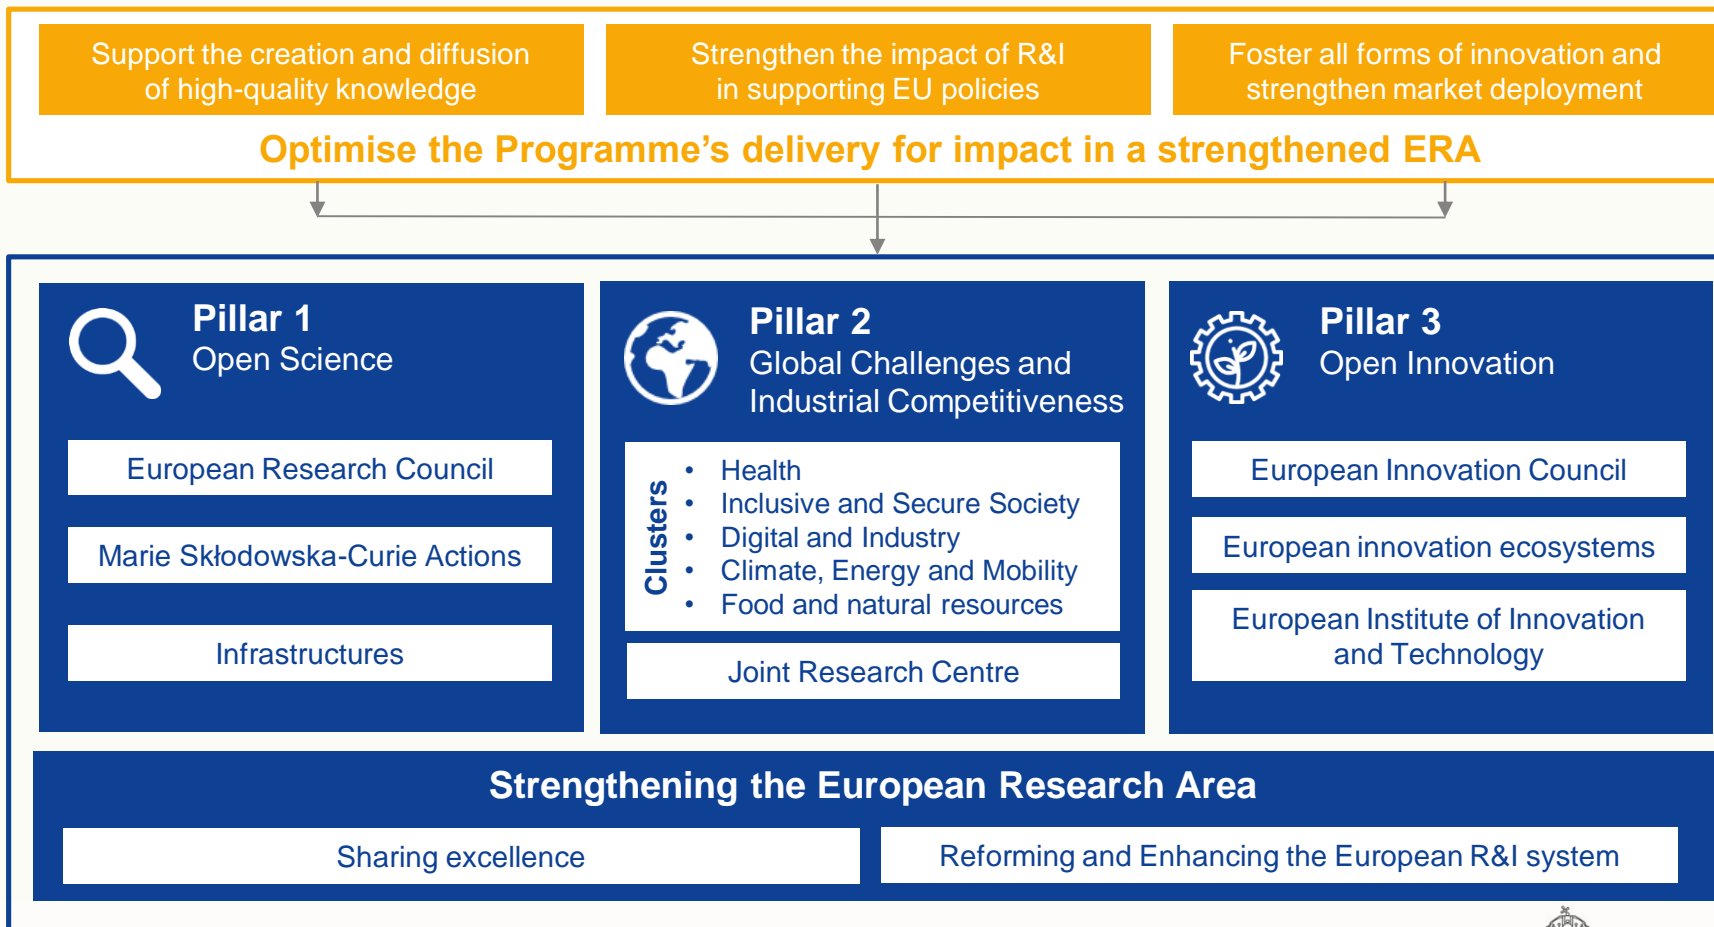 Support the creation and diffusion
of high-quality knowledge
Strengthen the impact of R&I
in supporting EU policies
Foster all forms of innovation and
strengthen market deployment
Optimise the Programme's delivery for impact in a strengthened ERA
Pillar 1
Open Science
European Research Council
Marie Skłodowska-Curie Actions
Infrastructures
Pillar 2
Global Challenges and
Industrial Competitiveness
Clusters
• Health
• Inclusive and Secure Society
• Digital and Industry
• Climate, Energy and Mobility
• Food and natural resources
Joint Research Centre
Pillar 3
Open Innovation
European Innovation Council
European innovation ecosystems
European Institute of Innovation
and Technology
Strengthening the European Research Area
Sharing excellence
Reforming and Enhancing the European R&I system